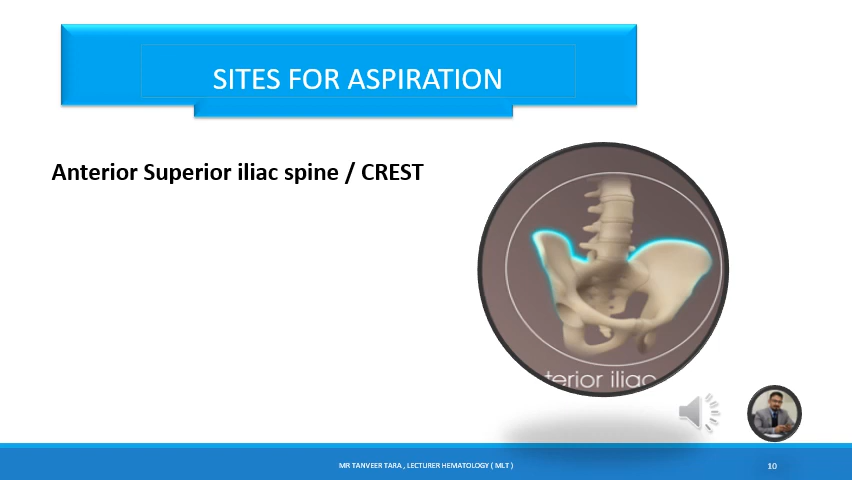 SITES FOR ASPIRATION
Anterior Superior iliac spine / CREST
terior iliac
MR TANVEER TARA , LECTURER HEMATOLOGY ( MLT )
10